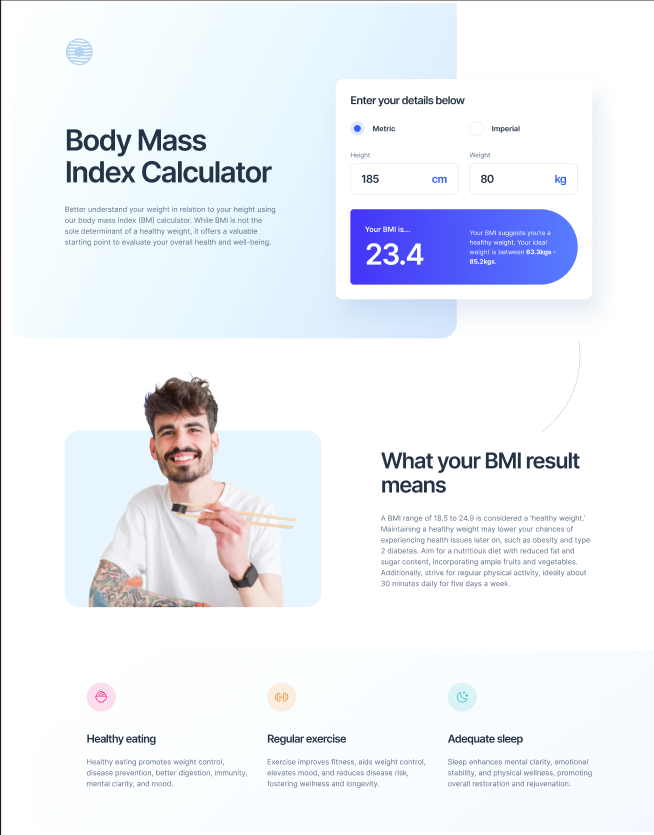 Body Mass
Index Calculator
Better understand your weight in relation to your height using
our body mass index (BM) calculator. While BMI is not the
sole determinant of a healthy weight, it offers a valuable
starting point to evaluate your overall health and well-being.
Enter your details below
Metric
Imperial
Height
Weight
185 cm
80 kg
Your BMI is...
23.4
Your BMI suggests you're a
healthy weight. Your ideal
weight is between 63.3kgs -
85.2kgs.
What your BMI result
means
A BMI range of 18.5 to 24.9 is considered a 'healthy weight.'
Maintaining a healthy weight may lower your chances of
experiencing health issues later on, such as obesity and type
2 diabetes. Aim for a nutritious diet with reduced fat and
sugar content, incorporating ample fruits and vegetables.
Additionally, strive for regular physical activity, ideally about
30 minutes daily for five days a week.
Healthy eating
Healthy eating promotes weight control,
disease prevention, better digestion, immunity,
mental clarity, and mood.
Regular exercise
Exercise improves fitness, aids weight control,
elevates mood, and reduces disease risk,
fostering wellness and longevity.
Adequate sleep
Sleep enhances mental clarity, emotional
stability, and physical wellness, promoting
overall restoration and rejuvenation.